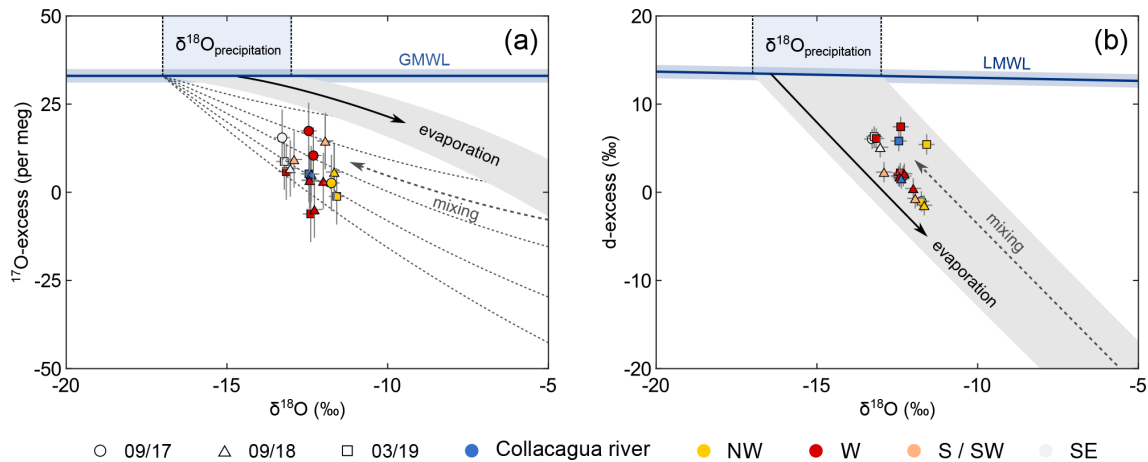 (a)
δ18Oprecipitation
GMWL
evaporation
mixing
17O-excess (per meg)
50
25
0
-25
-50
-20
-15
-10
-5
δ18O (‰)
(b)
δ18Oprecipitation
LMWL
evaporation
mixing
d-excess (‰)
20
10
0
-10
-20
-20
-15
-10
-5
δ18O (‰)
09/17 09/18 03/19 Collacagua river NW W S / SW SE